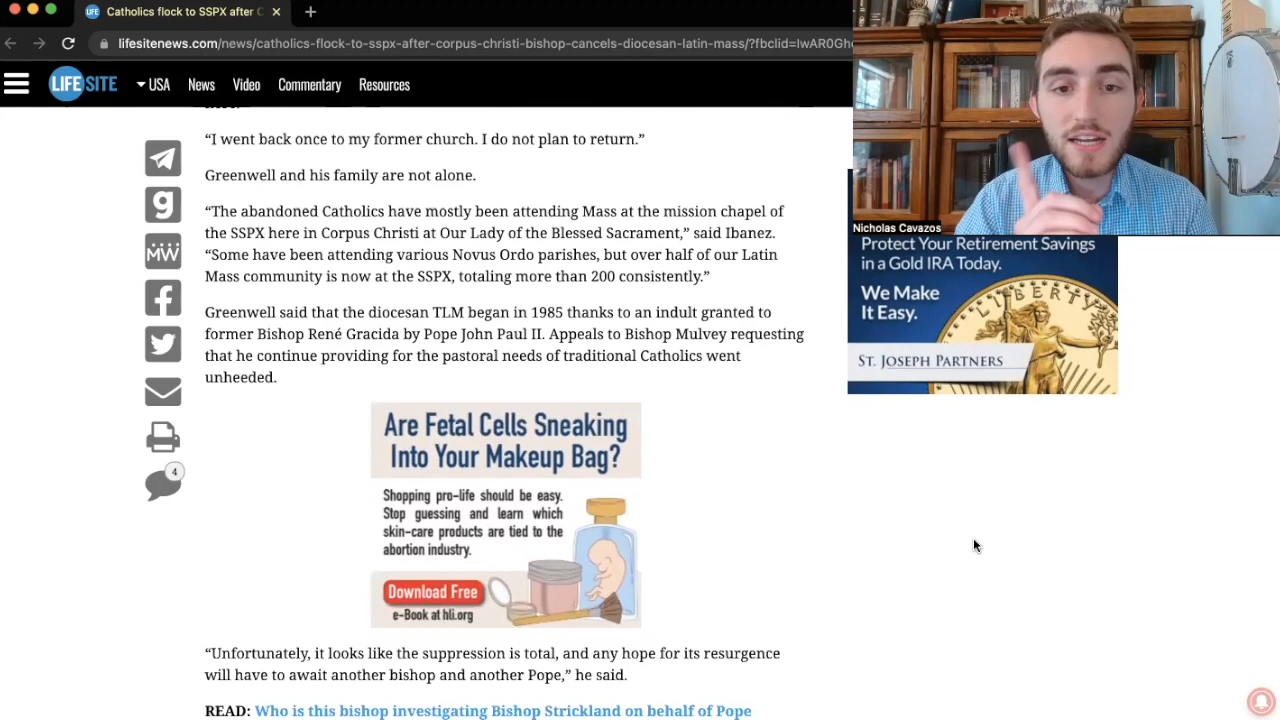 Catholics flock to SSPX after C
lifesitenews.com/news/catholics-flock-to-sspx-after-corpus-christi-bishop-cancels-diocesan-latin-mass/?fbclid=IwAR0Gh
LIFESITE
USA
News
Video
Commentary
Resources
“I went back once to my former church. I do not plan to return.”
Greenwell and his family are not alone.
“The abandoned Catholics have mostly been attending Mass at the mission chapel of
the SSPX here in Corpus Christi at Our Lady of the Blessed Sacrament,” said Ibanez.
“Some have been attending various Novus Ordo parishes, but over half of our Latin
Mass community is now at the SSPX, totaling more than 200 consistently.”
Greenwell said that the diocesan TLM began in 1985 thanks to an indult granted to
former Bishop René Gracida by Pope John Paul II. Appeals to Bishop Mulvey requesting
that he continue providing for the pastoral needs of traditional Catholics went
unheeded.
MW
4
Are Fetal Cells Sneaking
Into Your Makeup Bag?
Shopping pro-life should be easy.
Stop guessing and learn which
skin-care products are tied to the
abortion industry.
Download Free
e-Book at hli.org
“Unfortunately, it looks like the suppression is total, and any hope for its resurgence
will have to await another bishop and another Pope,” he said.
READ: Who is this bishop investigating Bishop Strickland on behalf of Pope
Nicholas Cavazos
Protect Your Retirement Savings
in a Gold IRA Today.
We Make
It Easy.
LIBERTY
ST. JOSEPH PARTNERS